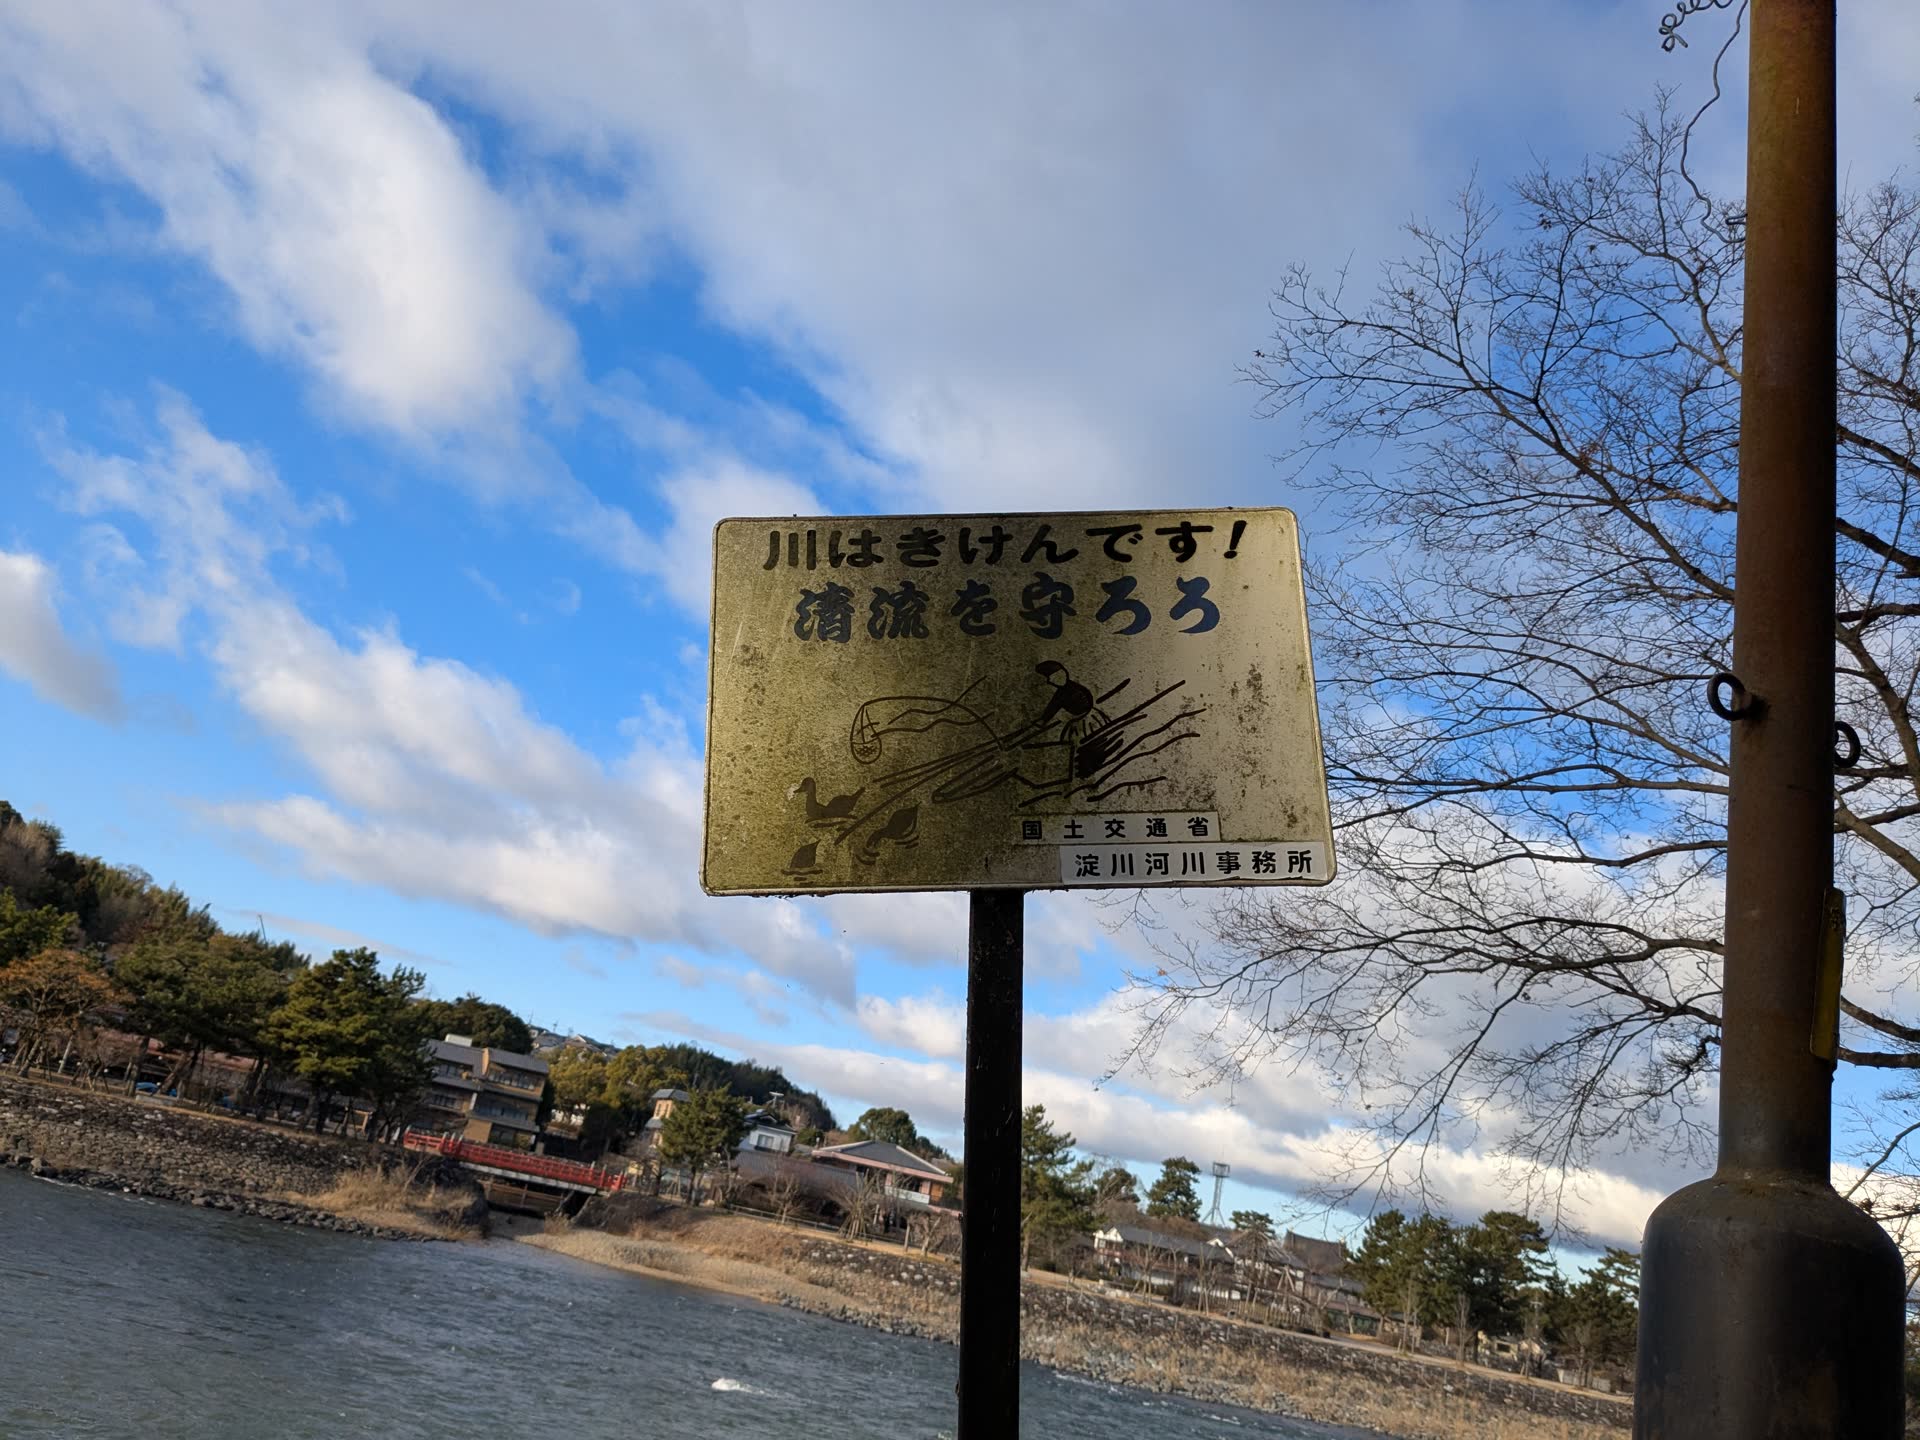 川はきけんです!
清流を守ろろ
国土交通省
淀川河川事務所